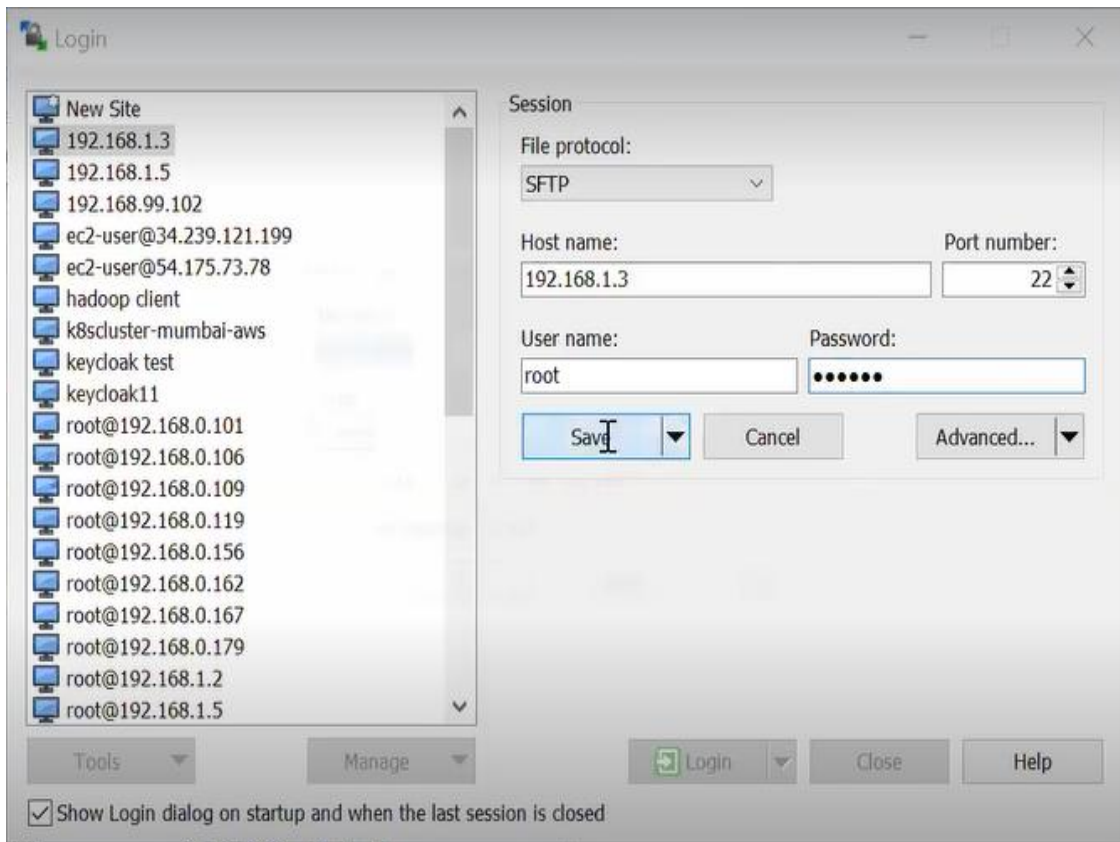 Login
New Site
192.168.1.3
192.168.1.5
192.168.99.102
ec2-user@34.239.121.199
ec2-user@54.175.73.78
hadoop client
k8scluster-mumbai-aws
keycloak test
keycloak11
root@192.168.0.101
root@192.168.0.106
root@192.168.0.109
root@192.168.0.119
root@192.168.0.156
root@192.168.0.162
root@192.168.0.167
root@192.168.0.179
root@192.168.1.2
root@192.168.1.5
Session
File protocol:
SFTP
Host name: Port number:
192.168.1.3 22
User name: Password:
root ●●●●●●
Save Cancel Advanced...
Tools Manage Login Close Help
Show Login dialog on startup and when the last session is closed